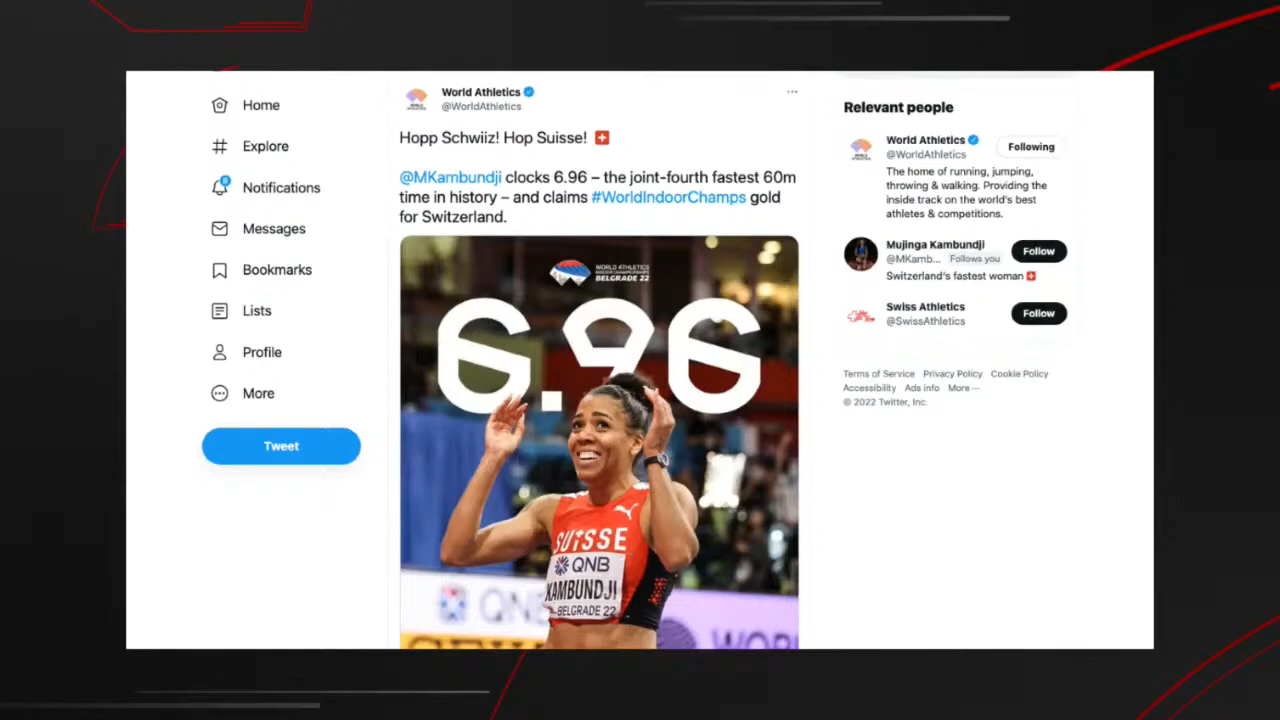 Home
Explore
8
Notifications
Messages
Bookmarks
Lists
Profile
More
Tweet
World Athletics
@WorldAthletics
Hopp Schwiiz! Hop Suisse!
@MKambundji clocks 6.96 – the joint-fourth fastest 60m
time in history – and claims #WorldIndoorChamps gold
for Switzerland.
WORLD ATHLETICS
INDOOR CHAMPIONSHIPS
BELGRADE 22
6.96
SUISSE
QNB
KAMBUNDJI
BELGRADE 22
QNB
WORL
Relevant people
World Athletics
@WorldAthletics
Following
The home of running, jumping,
throwing & walking. Providing the
inside track on the world's best
athletes & competitions.
Mujinga Kambundji
@MKamb... Follows you
Follow
Switzerland's fastest woman
Swiss Athletics
@SwissAthletics
Follow
Terms of Service Privacy Policy Cookie Policy
Accessibility Ads info More ···
© 2022 Twitter, Inc.